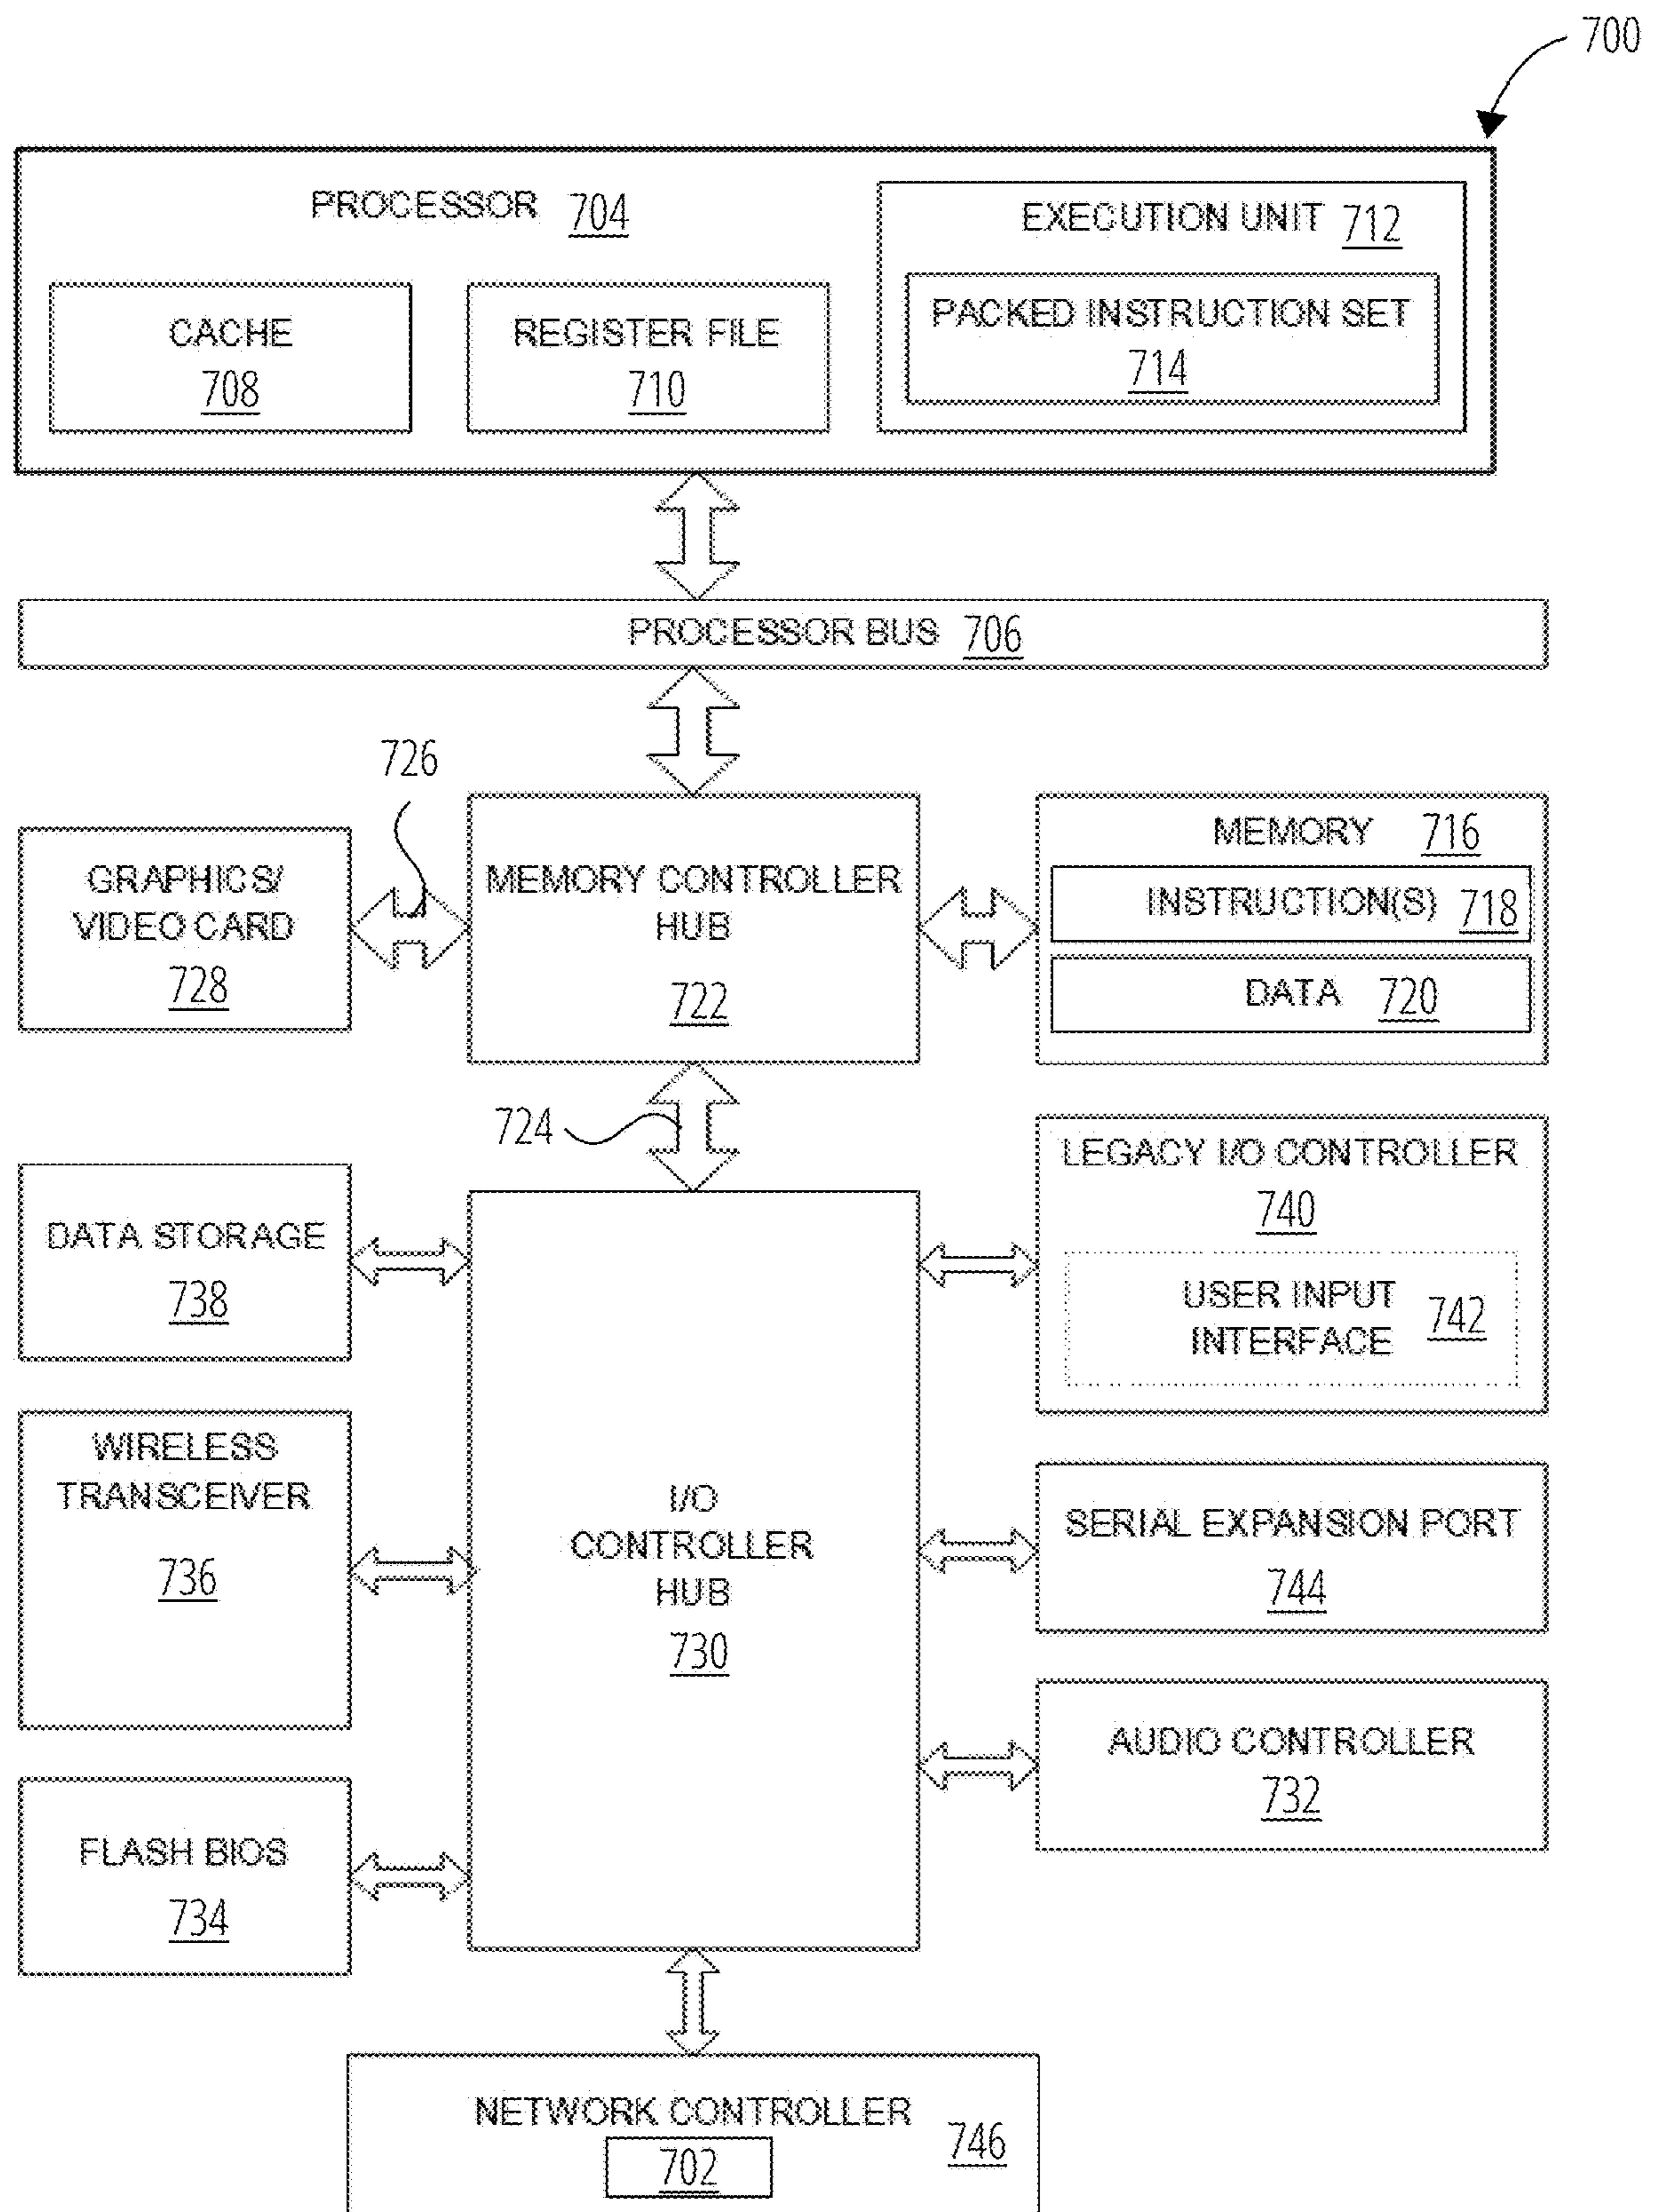 700
PROCESSOR 704
EXECUTION UNIT 712
CACHE
708
REGISTER FILE
710
PACKED INSTRUCTION SET
714
PROCESSOR BUS 706
726
GRAPHICS/
VIDEO CARD
728
MEMORY CONTROLLER
HUB
722
MEMORY 716
INSTRUCTION(S) 718
DATA 720
724
DATA STORAGE
738
LEGACY I/O CONTROLLER
740
USER INPUT
INTERFACE 742
WIRELESS
TRANSCEIVER
736
I/O
CONTROLLER
HUB
730
SERIAL EXPANSION PORT
744
AUDIO CONTROLLER
732
FLASH BIOS
734
NETWORK CONTROLLER 746
702